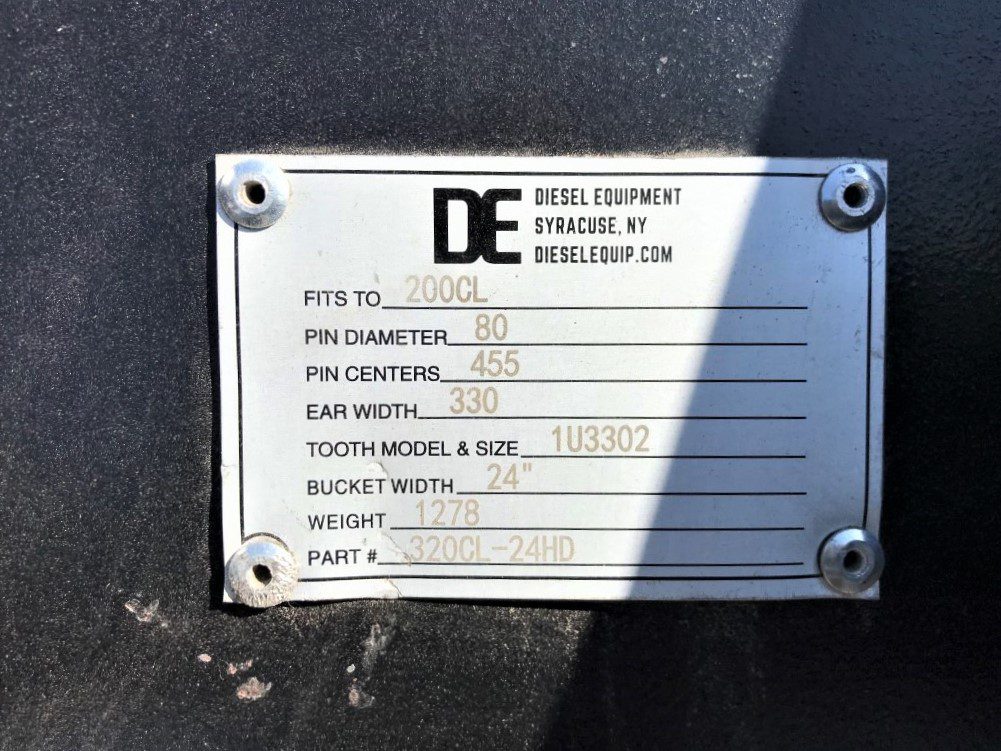 DE
DIESEL EQUIPMENT
SYRACUSE, NY
DIESELEQUIP.COM
FITS TO 200CL
PIN DIAMETER 80
PIN CENTERS 455
EAR WIDTH 330
TOOTH MODEL & SIZE 1U3302
BUCKET WIDTH 24"
WEIGHT 1278
PART # 320CL-24HD